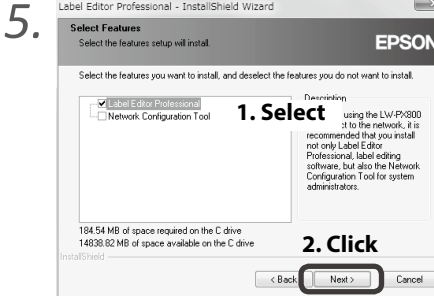 5.
Label Editor Professional - InstallShield Wizard
Select Features
Select the features setup will install.
EPSON
Select the features you want to install, and deselect the features you do not want to install.
Label Editor Professional
Network Configuration Tool
1. Select
Description
using the LW-PX800
to the network, it is
recommended that you install
not only Label Editor
Professional, label editing
software, but also the Network
Configuration Tool for system
administrators.
184.54 MB of space required on the C drive
14838.82 MB of space available on the C drive
2. Click
InstallShield
< Back
Next >
Cancel